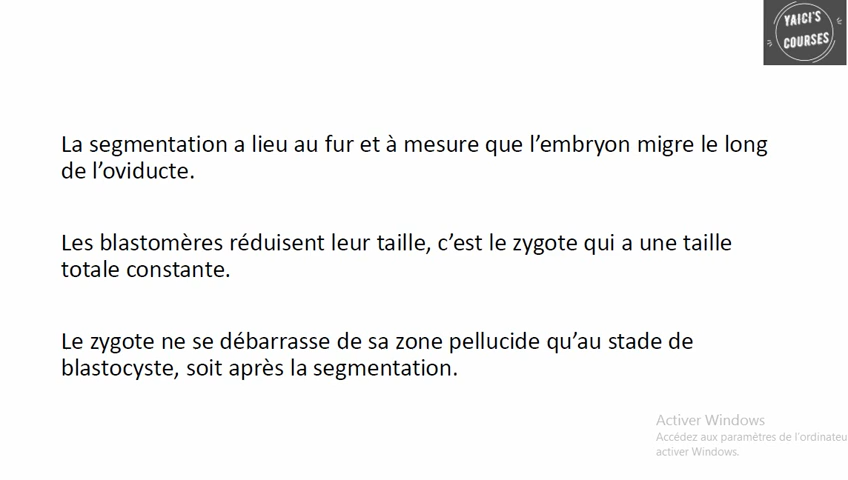 YAICI'S
COURSES
La segmentation a lieu au fur et à mesure que l’embryon migre le long
de l’oviducte.
Les blastomères réduisent leur taille, c’est le zygote qui a une taille
totale constante.
Le zygote ne se débarrasse de sa zone pellucide qu’au stade de
blastocyste, soit après la segmentation.
Activer Windows
Accédez aux paramètres de l'ordinateu
activer Windows.